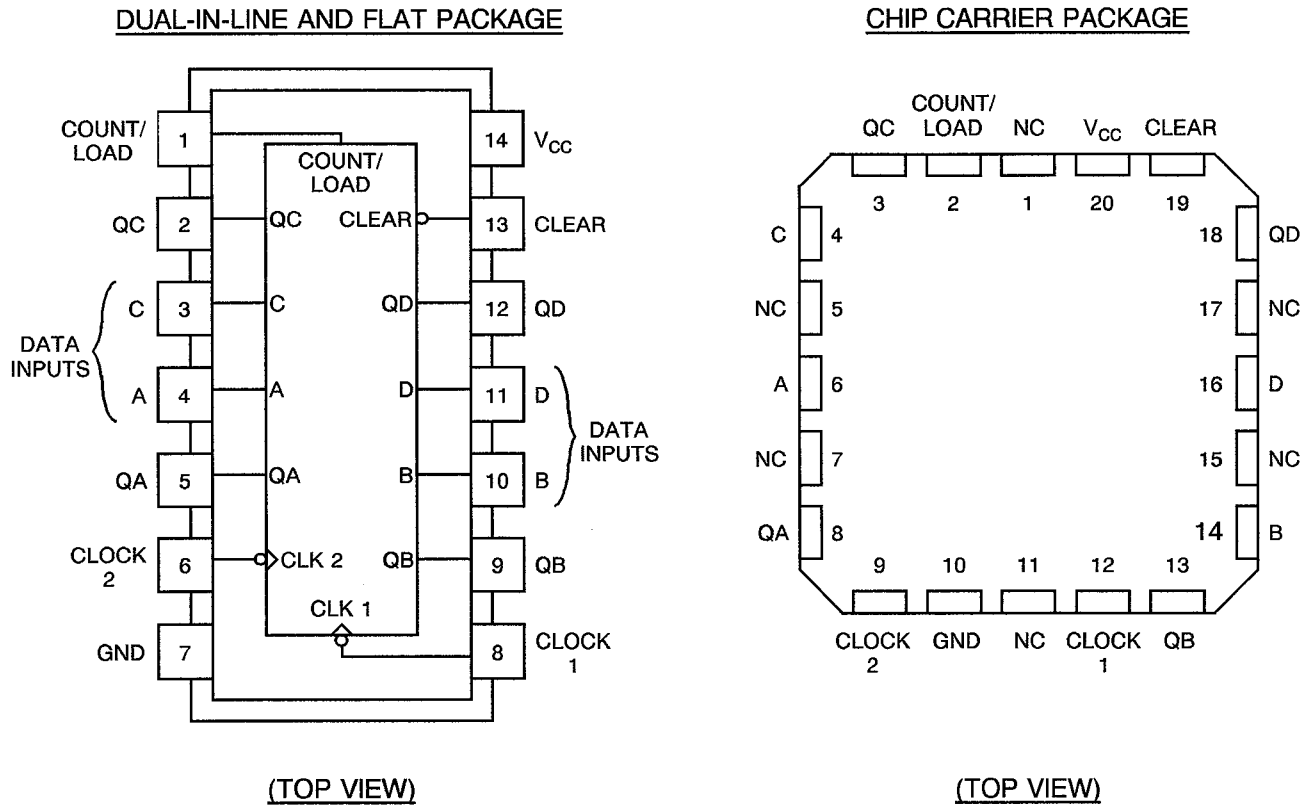 DUAL-IN-LINE AND FLAT PACKAGE
COUNT/
LOAD
1
14
VCC
COUNT/
LOAD
QC
2
QC
CLEAR
13
CLEAR
C
3
C
QD
12
QD
DATA
INPUTS
A
4
A
D
11
D
DATA
INPUTS
QA
5
QA
B
10
B
CLOCK
2
6
CLK 2
QB
9
QB
CLK 1
GND
7
8
CLOCK
1
(TOP VIEW)
CHIP CARRIER PACKAGE
QC
COUNT/
LOAD
NC
VCC
CLEAR
3
2
1
20
19
C
4
18
QD
NC
5
17
NC
A
6
16
D
NC
7
15
NC
QA
8
14
B
9
10
11
12
13
CLOCK
2
GND
NC
CLOCK
1
QB
(TOP VIEW)